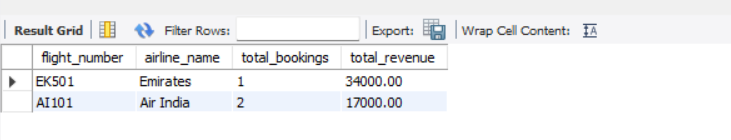 Result Grid Filter Rows: Export: Wrap Cell Content:
flight_number airline_name total_bookings total_revenue
EK501 Emirates 1 34000.00
AI101 Air India 2 17000.00